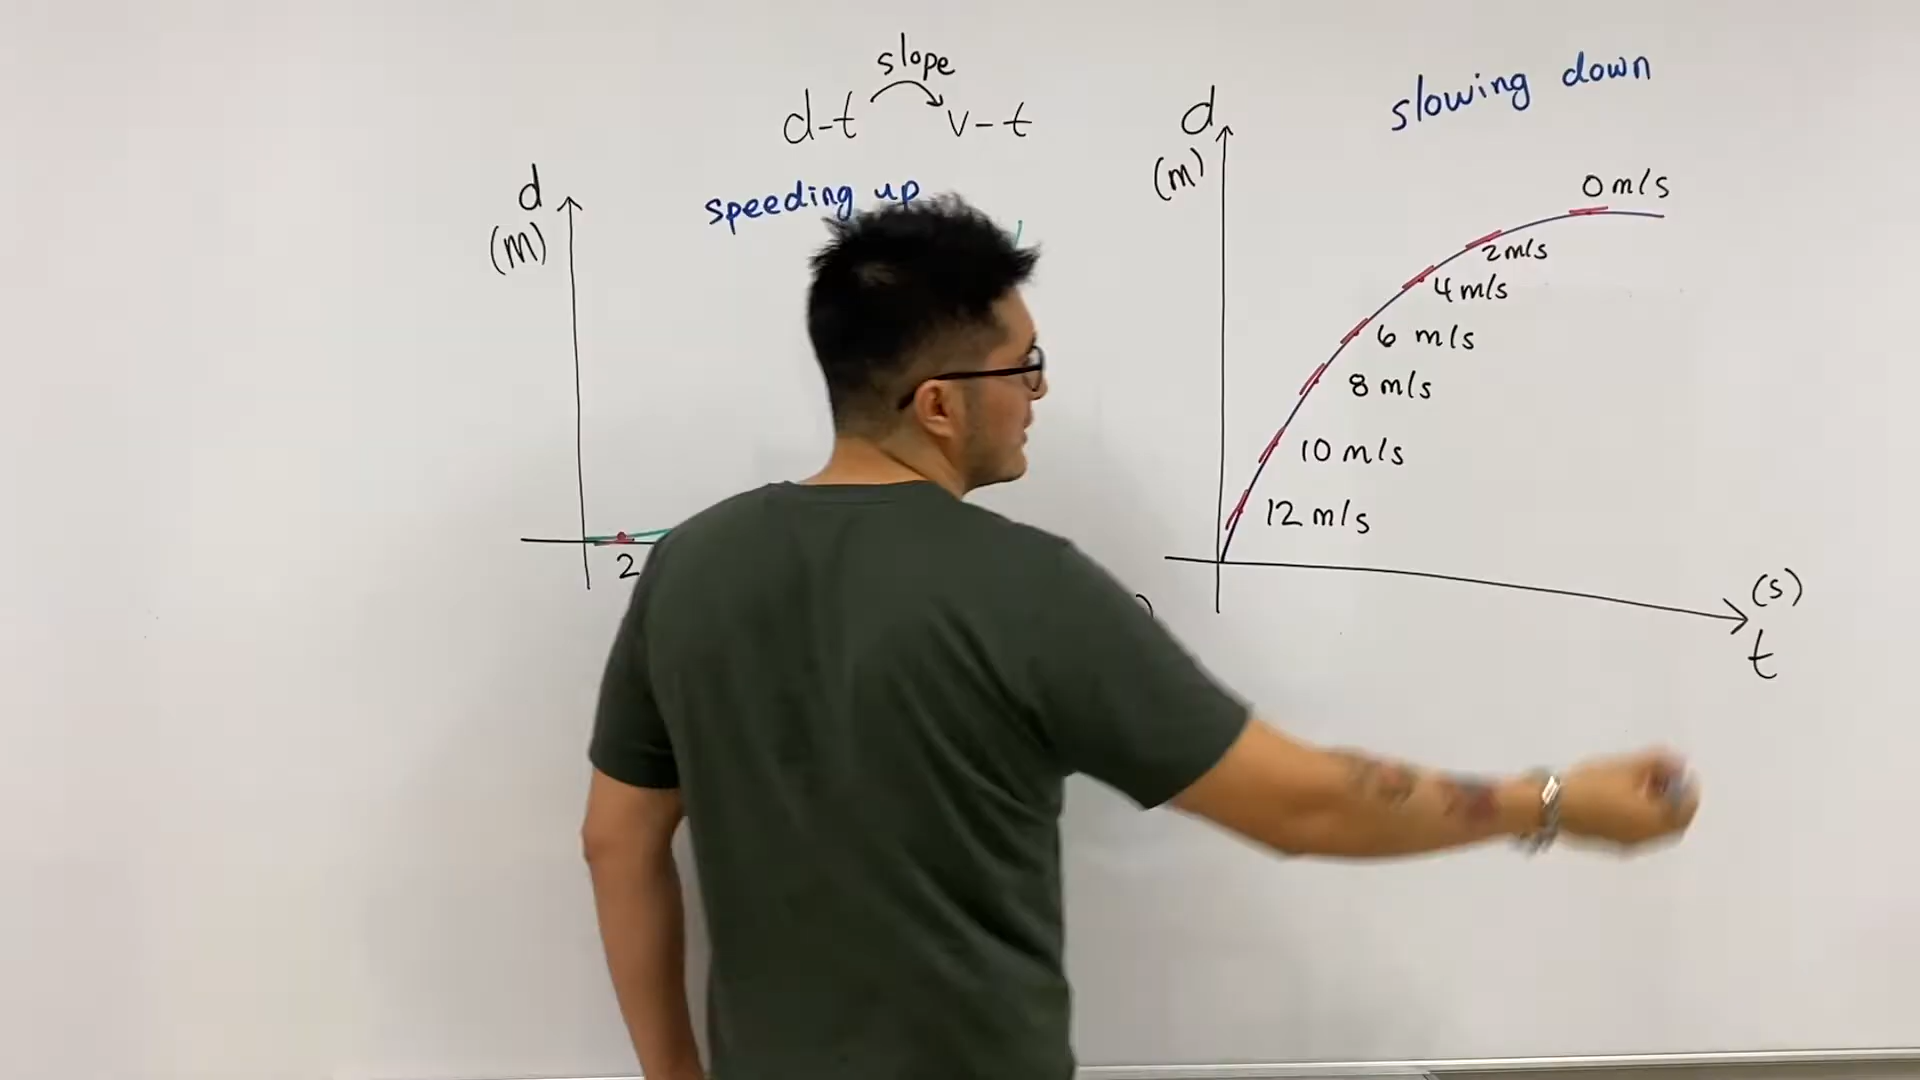 slope
d-t v-t
speeding up
d
(m)
2
slowing down
d
(m)
0 m/s
2 m/s
4 m/s
6 m/s
8 m/s
10 m/s
12 m/s
(s)
t